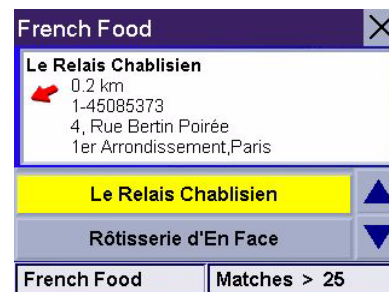 French Food
Le Relais Chablisien
0.2 km
1-45085373
4, Rue Bertin Poirée
1er Arrondissement,Paris
Le Relais Chablisien
Rôtisserie d'En Face
French Food
Matches > 25